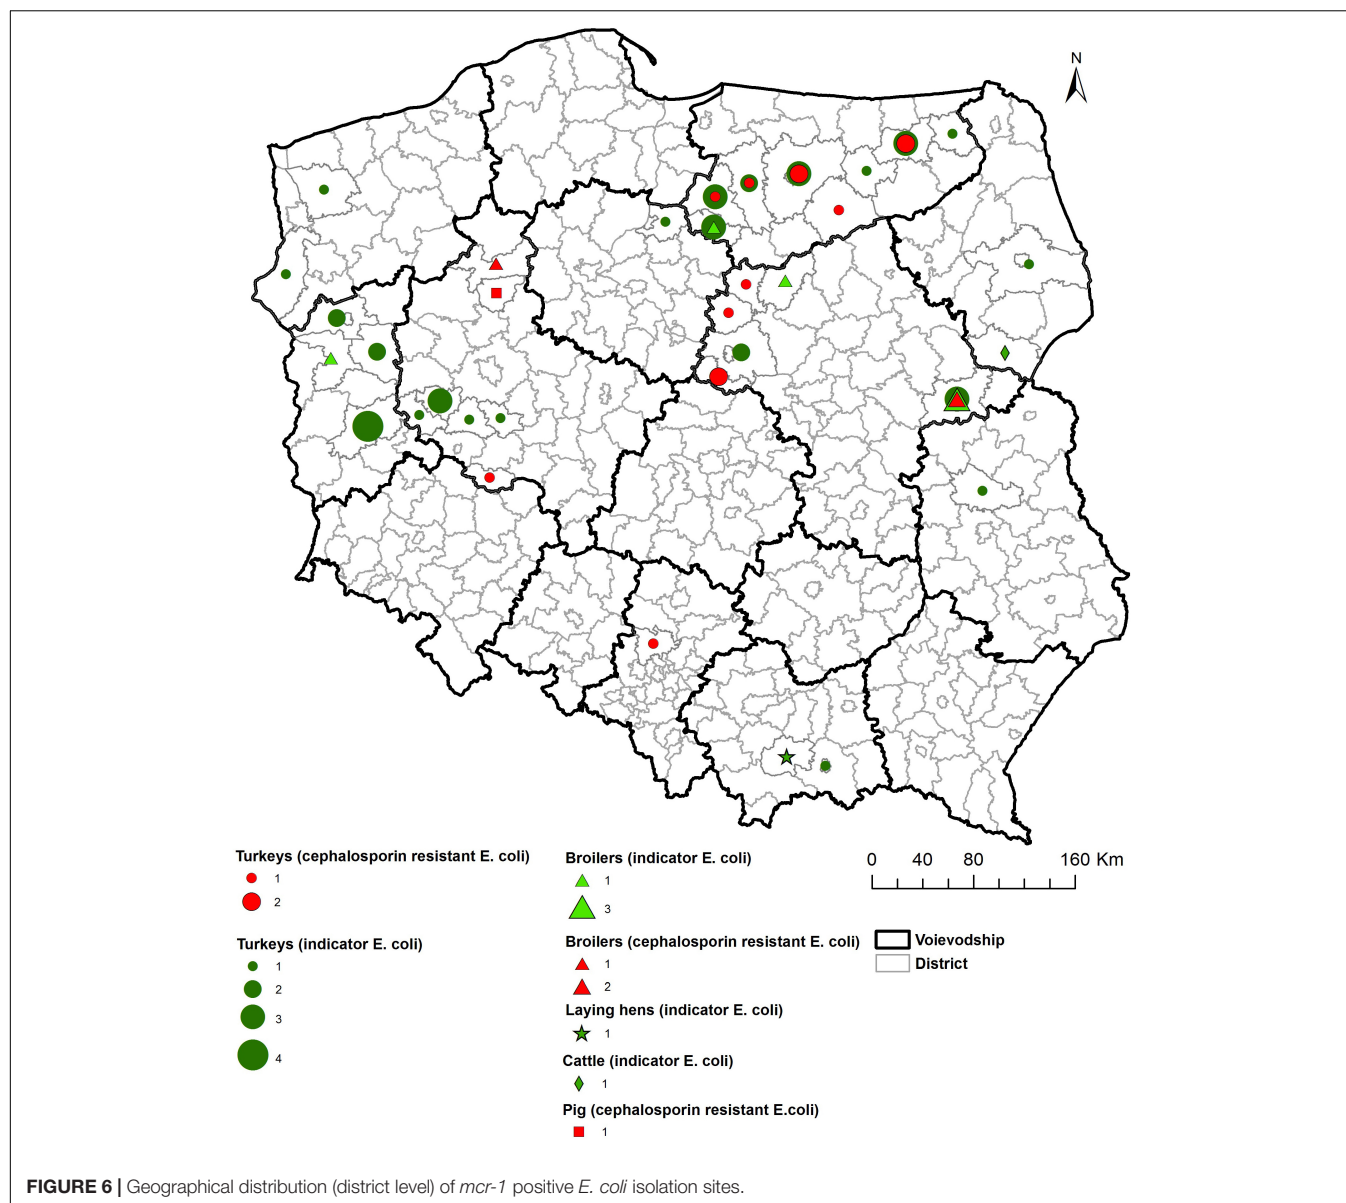 N
Turkeys (cephalosporin resistant E. coli)
1
2
Turkeys (indicator E. coli)
1
2
3
4
Broilers (indicator E. coli)
1
3
Broilers (cephalosporin resistant E. coli)
1
2
Laying hens (indicator E. coli)
1
Cattle (indicator E. coli)
1
Pig (cephalosporin resistant E.coli)
1
0 40 80 160 Km
Voievodship
District
FIGURE 6 | Geographical distribution (district level) of mcr-1 positive E. coli isolation sites.